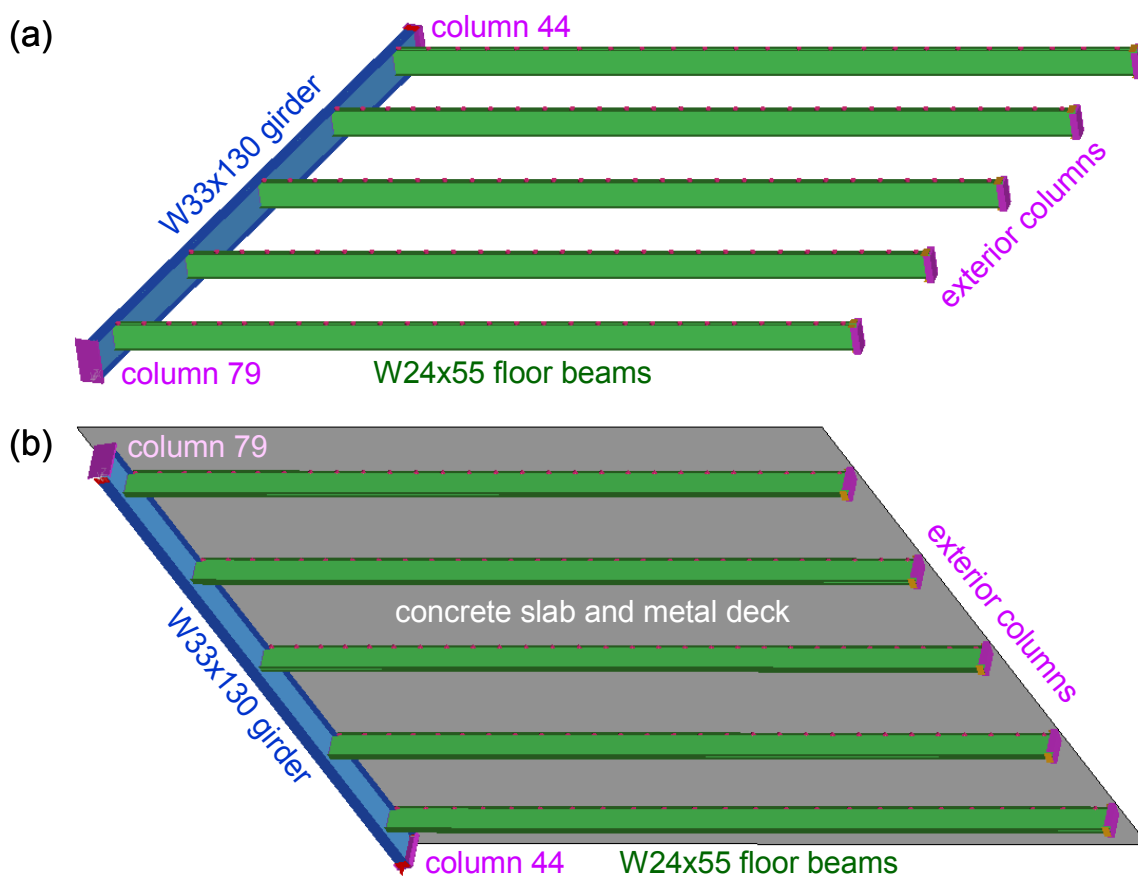 (a)
column 44
W33x130 girder
exterior columns
column 79
W24x55 floor beams
(b)
column 79
exterior columns
concrete slab and metal deck
W33x130 girder
column 44
W24x55 floor beams